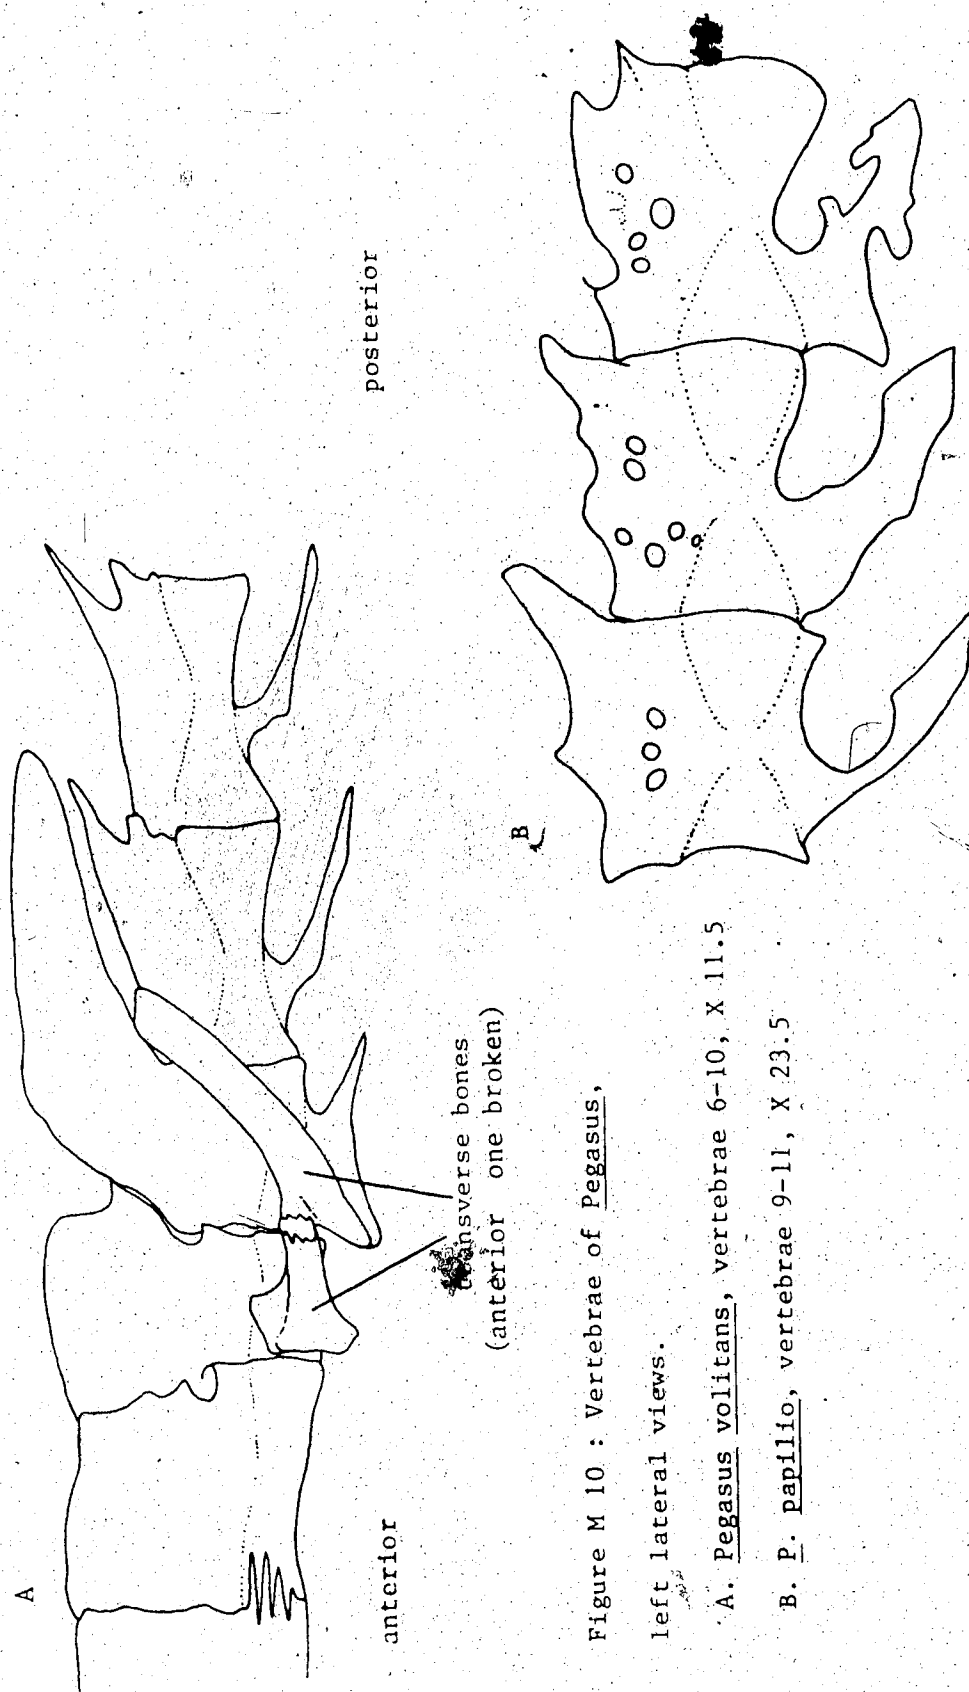 A
posterior
transverse bones
(anterior one broken)
anterior
B
Figure M 10 : Vertebrae of Pegasus,
left lateral views.
A. Pegasus volitans, vertebrae 6-10, X 11.5
B. P. papilio, vertebrae 9-11, X 23.5